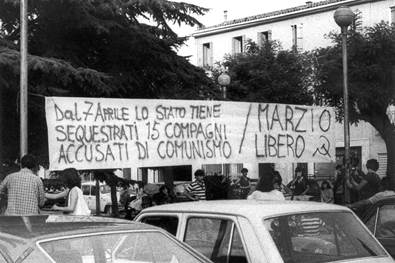 Dal 7 APRILE LO STATO TIENE
SEQUESTRATI 15 COMPAGNI
ACCUSATI DI COMUNISMO
MARZIO
LIBERO